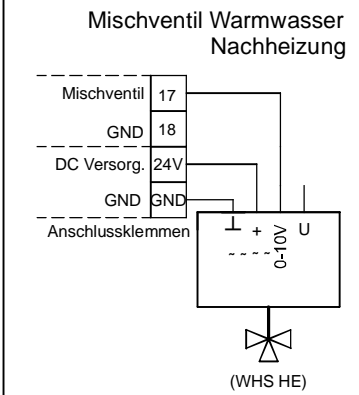 Mischventil Warmwasser
Nachheizung
Mischventil 17
GND 18
DC Versorg. 24V
GND GND
Anschlussklemmen
⊥ + 0-10V U
~ ~ ~ ~
(WHS HE)